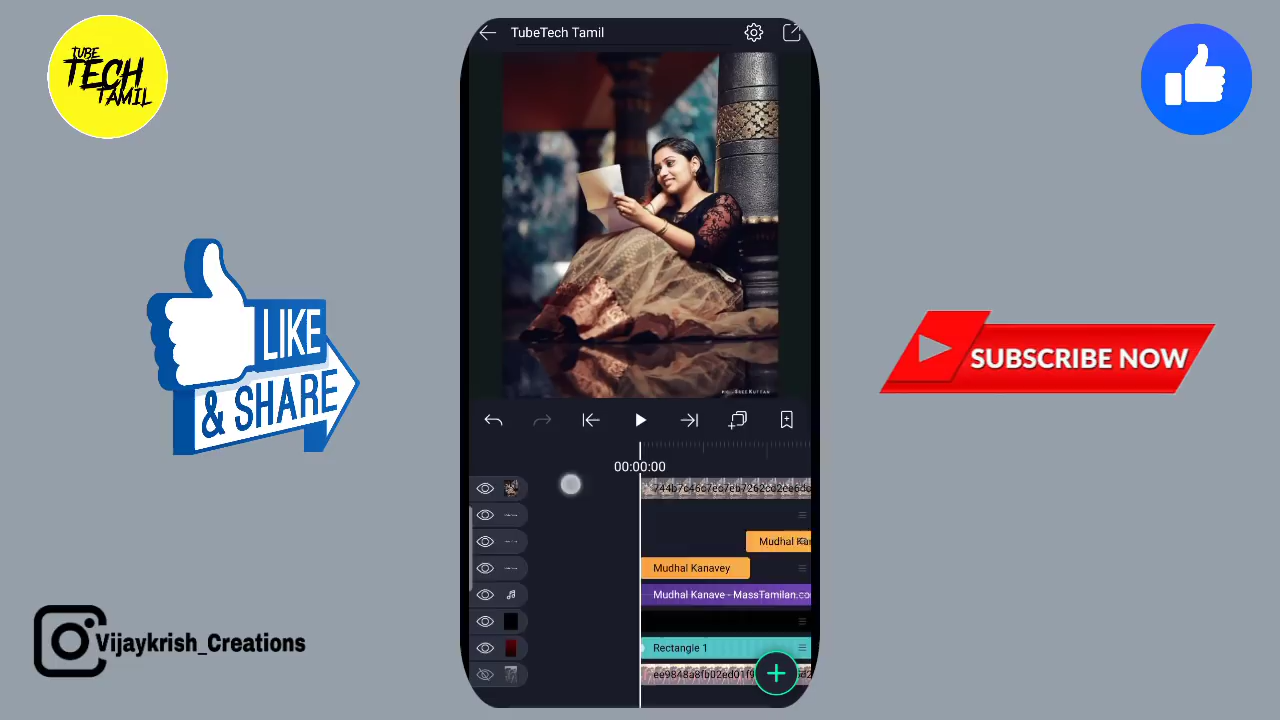 TUBE
TECH
TAMIL
TubeTech Tamil
LIKE
& SHARE
SUBSCRIBE NOW
00:00:00
744b7c46c7ec7eb7262cd2ee6dc
Mudhal Kanavey
Mudhal Kanave - MassTamilan.co
Rectangle 1
Vijaykrish_Creations